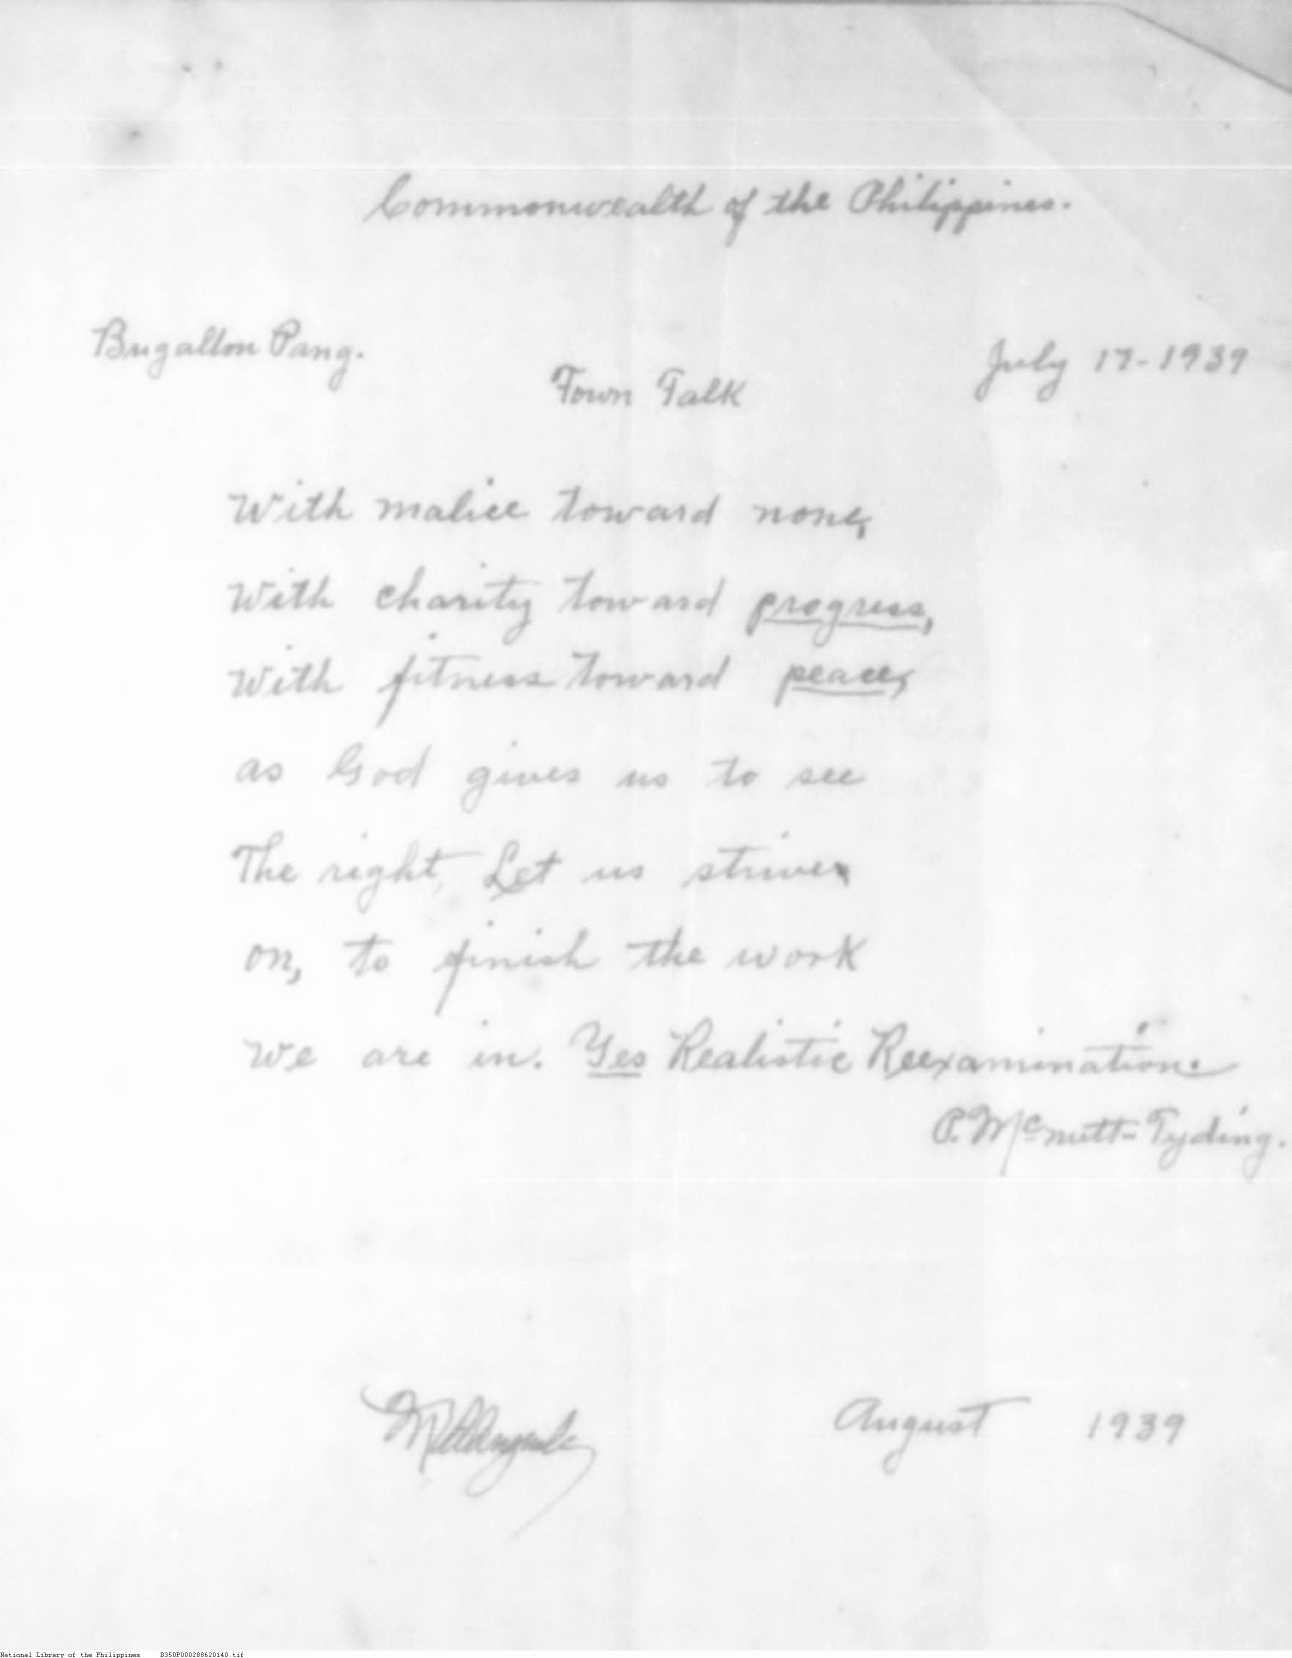 Commonwealth of the Philippines.
Bugallon Pang.
July 17-1939
Town Talk
With malice toward none,
With charity toward progress,
With fitness toward peace,
as God gives us to see
The right, Let us strive
on, to finish the work
We are in. Yes Realistic Reexamination.
P. McNutt-Tyding.
August 1939
National Library of the Philippines D350P000288620140.tif